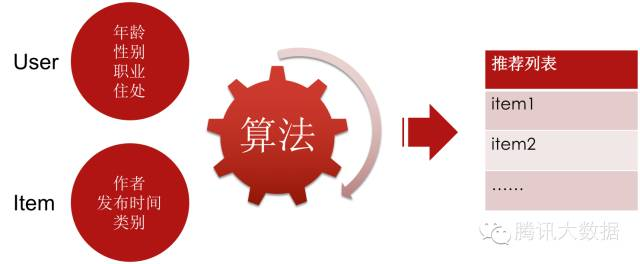 User
年龄
性别
职业
住处
Item
作者
发布时间
类别
算法
推荐列表
item1
item2
……
腾讯大数据